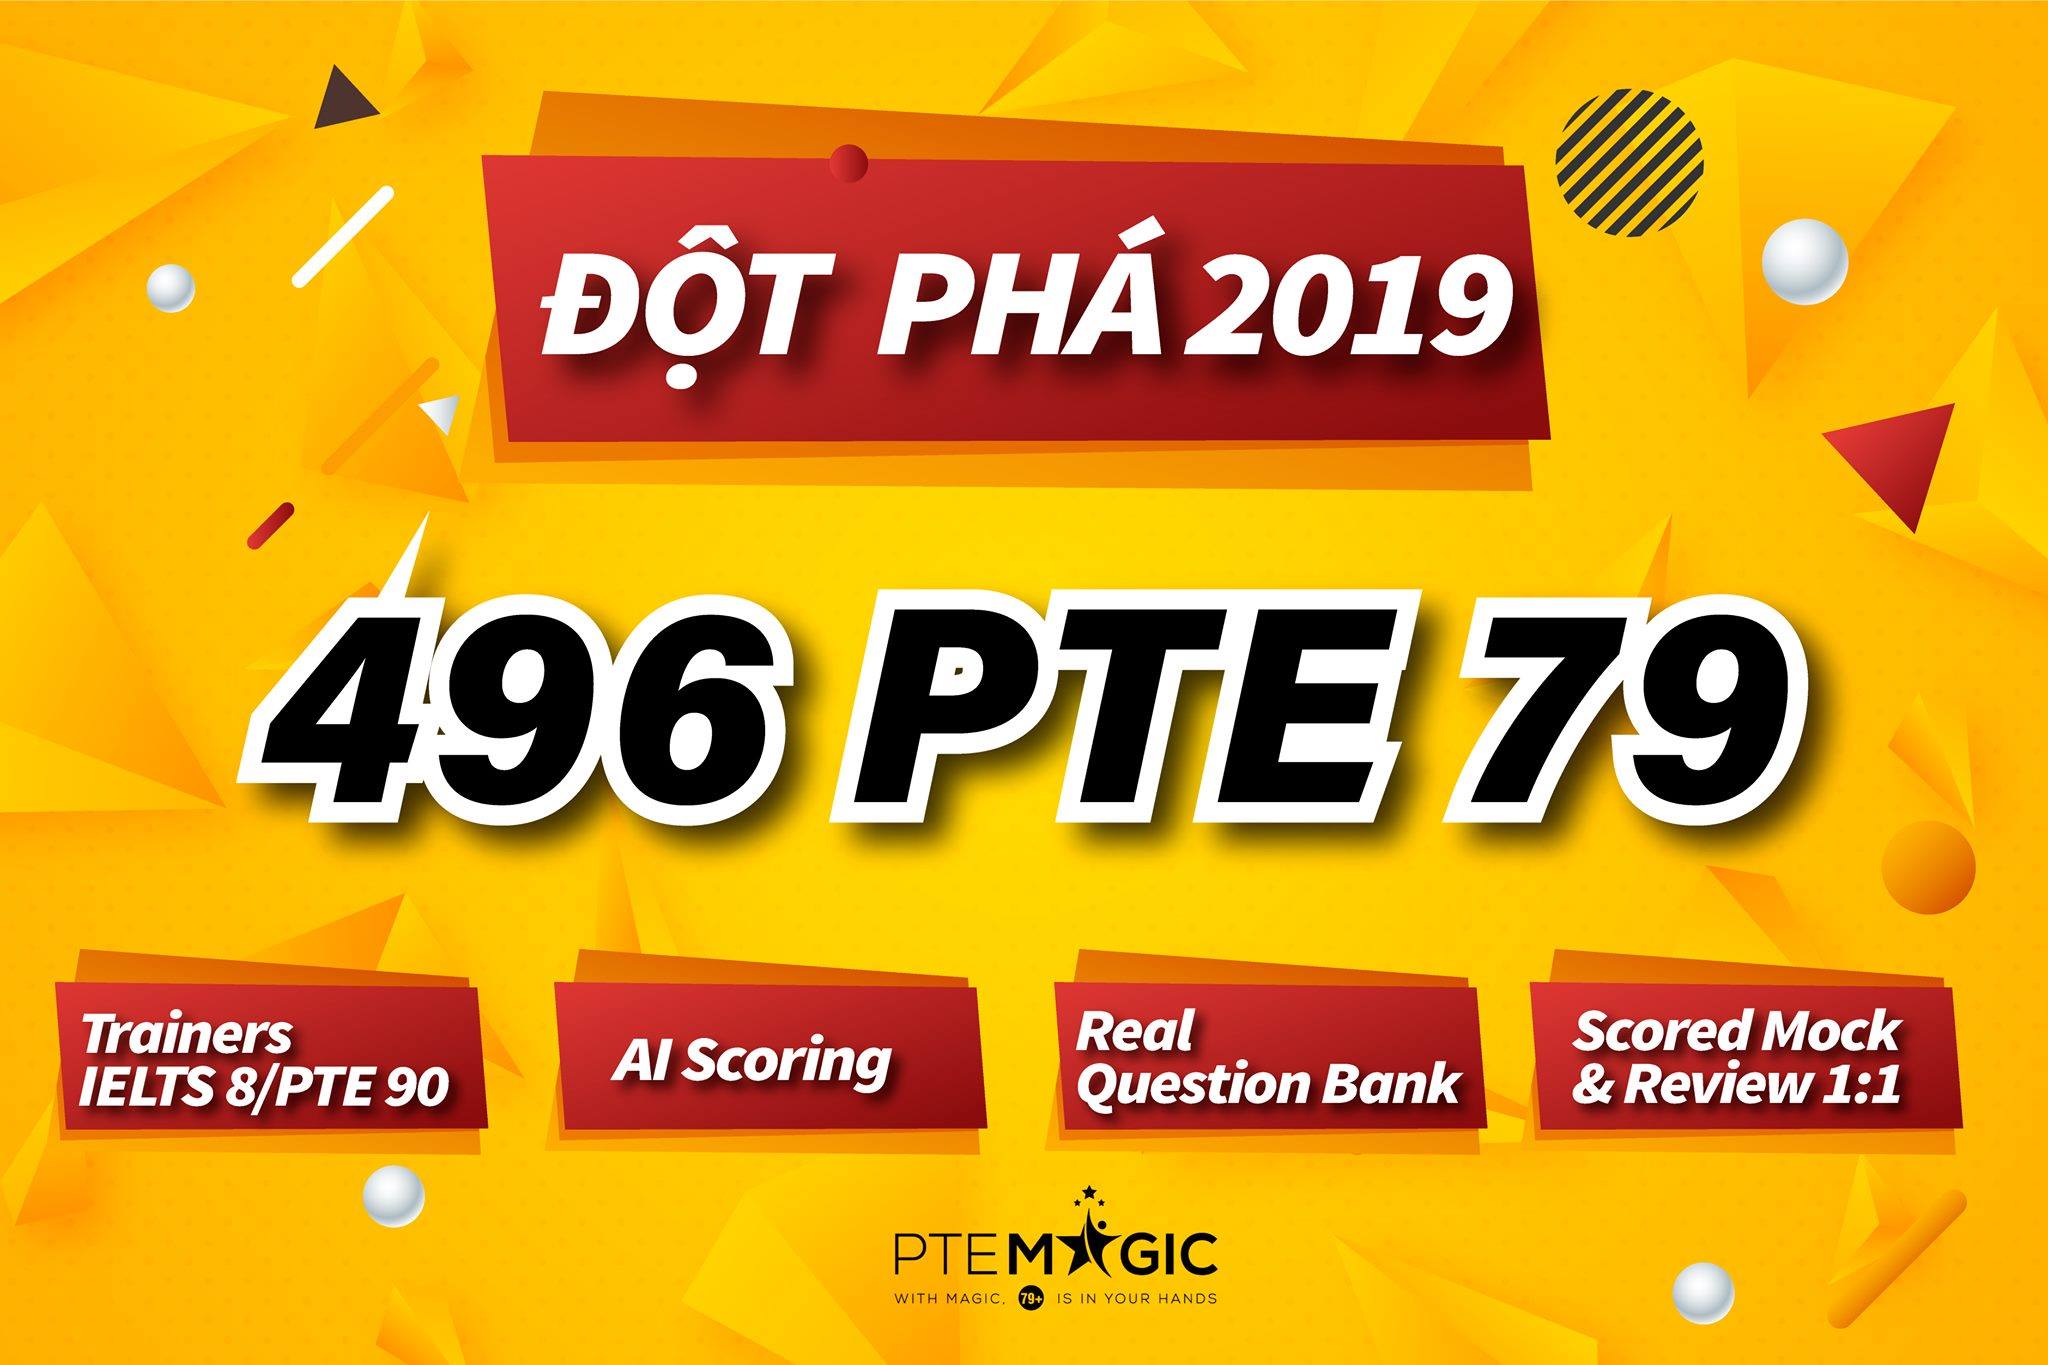 ĐỘT PHÁ 2019
496 PTE 79
Trainers
IELTS 8/PTE 90
AI Scoring
Real
Question Bank
Scored Mock
& Review 1:1
PTEMAGIC
WITH MAGIC, 79+ IS IN YOUR HANDS